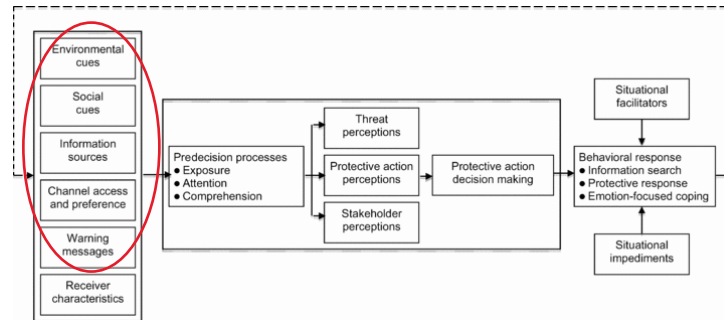 Environmental
cues
Social
cues
Information
sources
Channel access
and preference
Warning
messages
Receiver
characteristics
Predecision processes
● Exposure
● Attention
● Comprehension
Threat
perceptions
Protective action
perceptions
Stakeholder
perceptions
Protective action
decision making
Situational
facilitators
Behavioral response
● Information search
● Protective response
● Emotion-focused coping
Situational
impediments